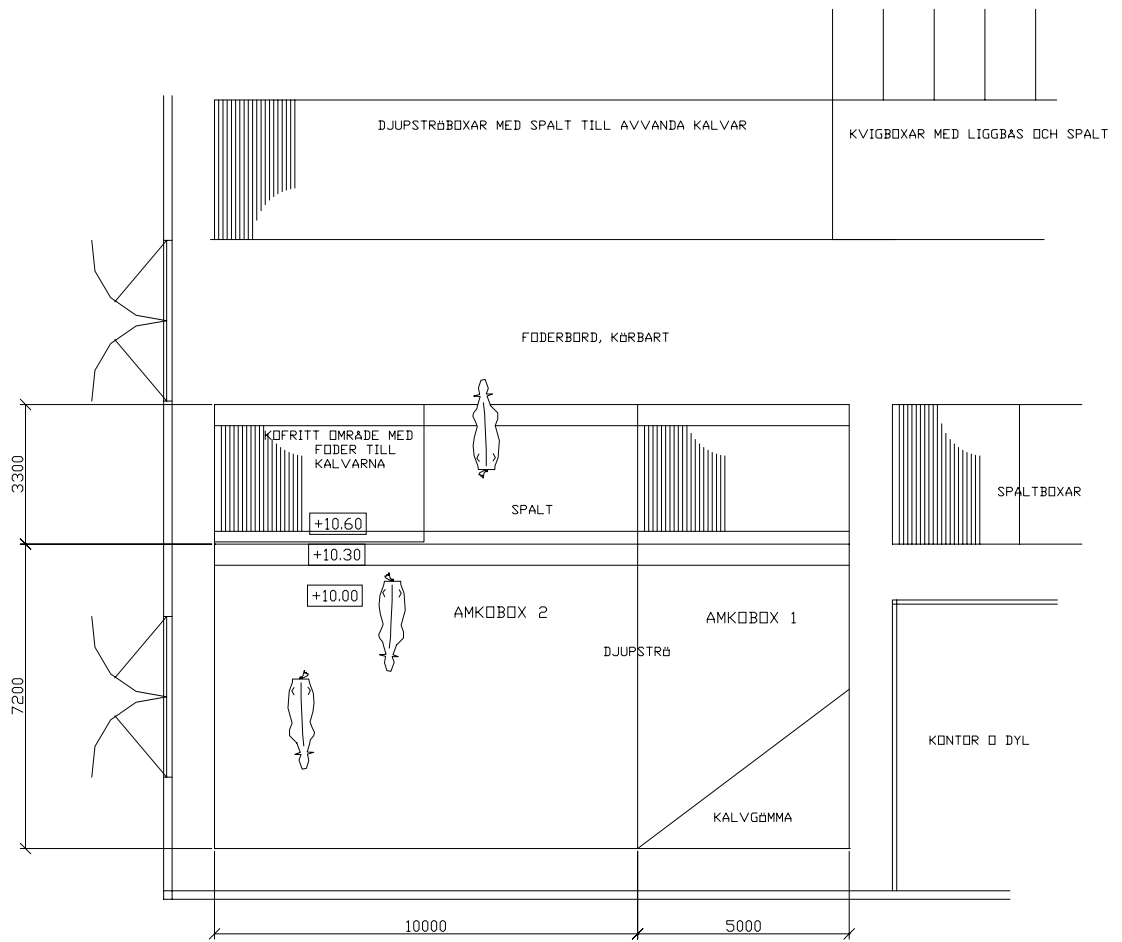 DJUPSTRÖBOXAR MED SPALT TILL AVVANDA KALVAR
KVIGBOXAR MED LIGGBÅS OCH SPALT
FODERBORD, KÖRBART
KOFRITT OMRÅDE MED
FODER TILL
KALVARNA
SPALT
SPALTBOXAR
3300
+10.60
+10.30
+10.00
AMKOBOX 2
AMKOBOX 1
DJUPSTRÖ
7200
KONTOR O DYL
KALVGÖMMA
10000
5000